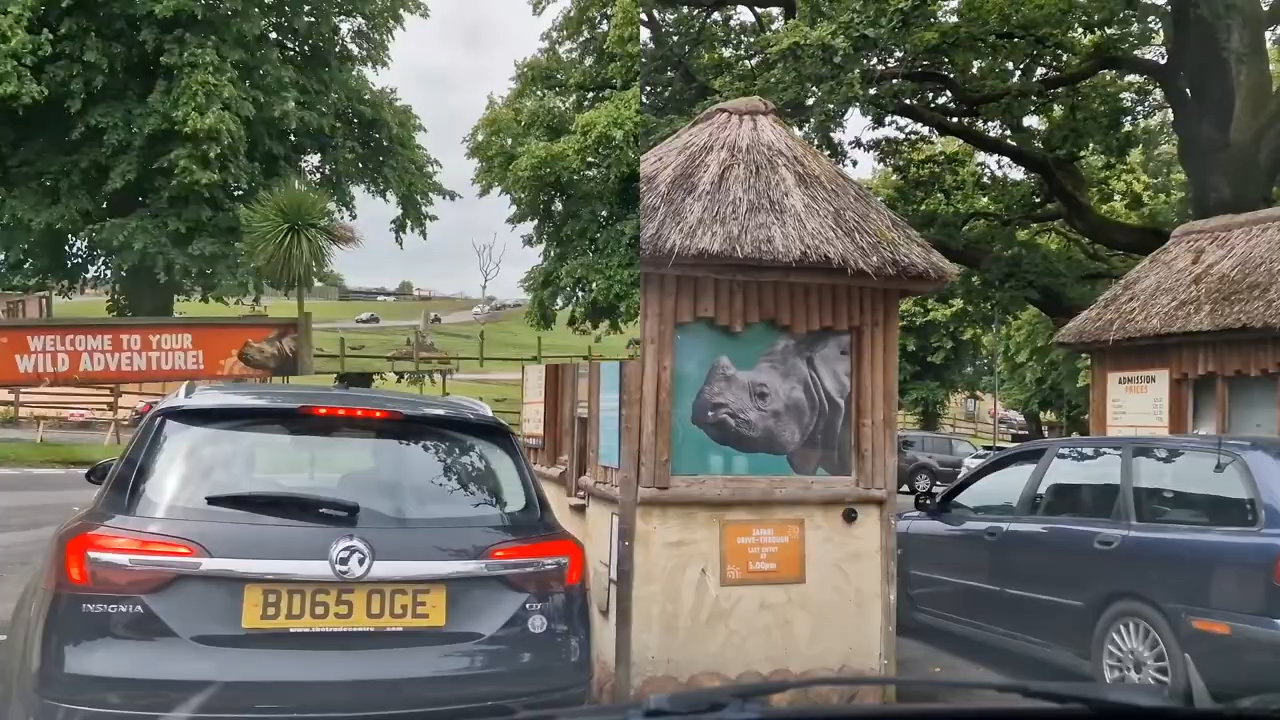 WELCOME TO YOUR
WILD ADVENTURE!
ADMISSION
PRICES
SAFARI
DRIVE-THROUGH
LAST ENTRY
AT
5.00pm
INSIGNIA
BD65 OGE